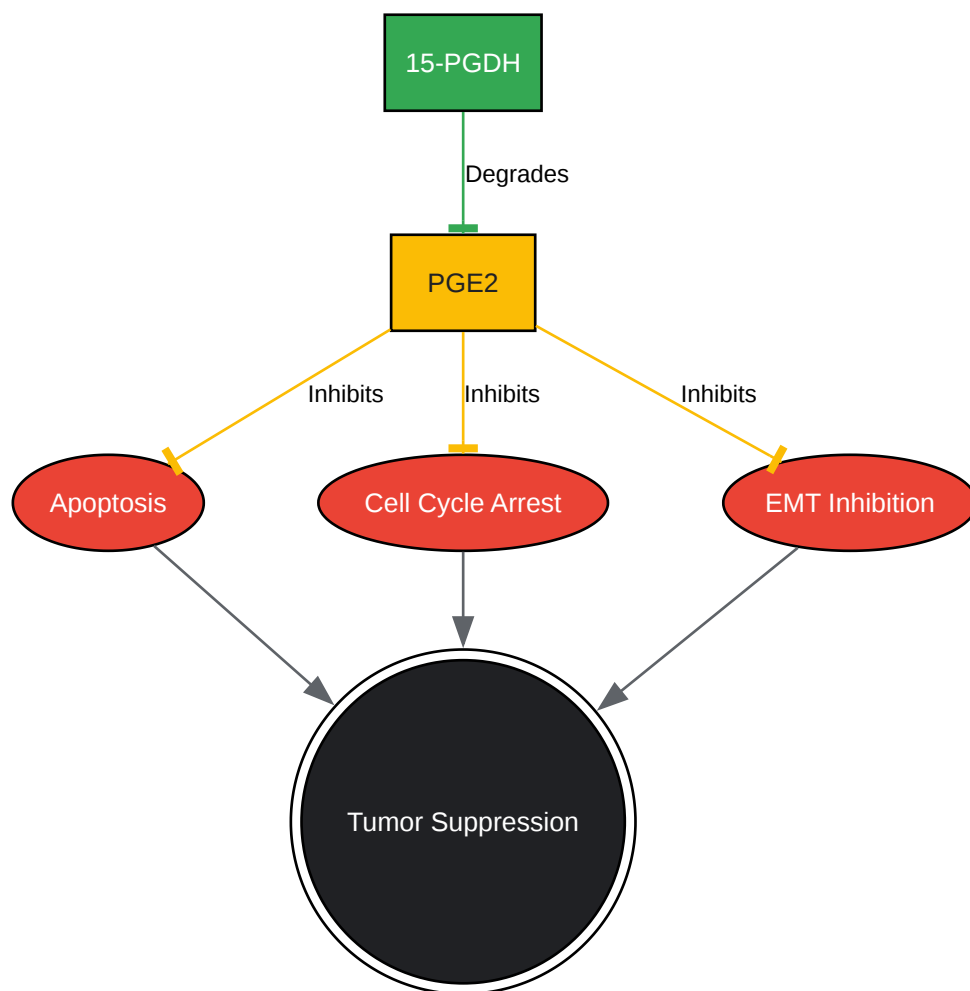 15-PGDH
Degrades
PGE2
Inhibits
Inhibits
Inhibits
Apoptosis
Cell Cycle Arrest
EMT Inhibition
Tumor Suppression